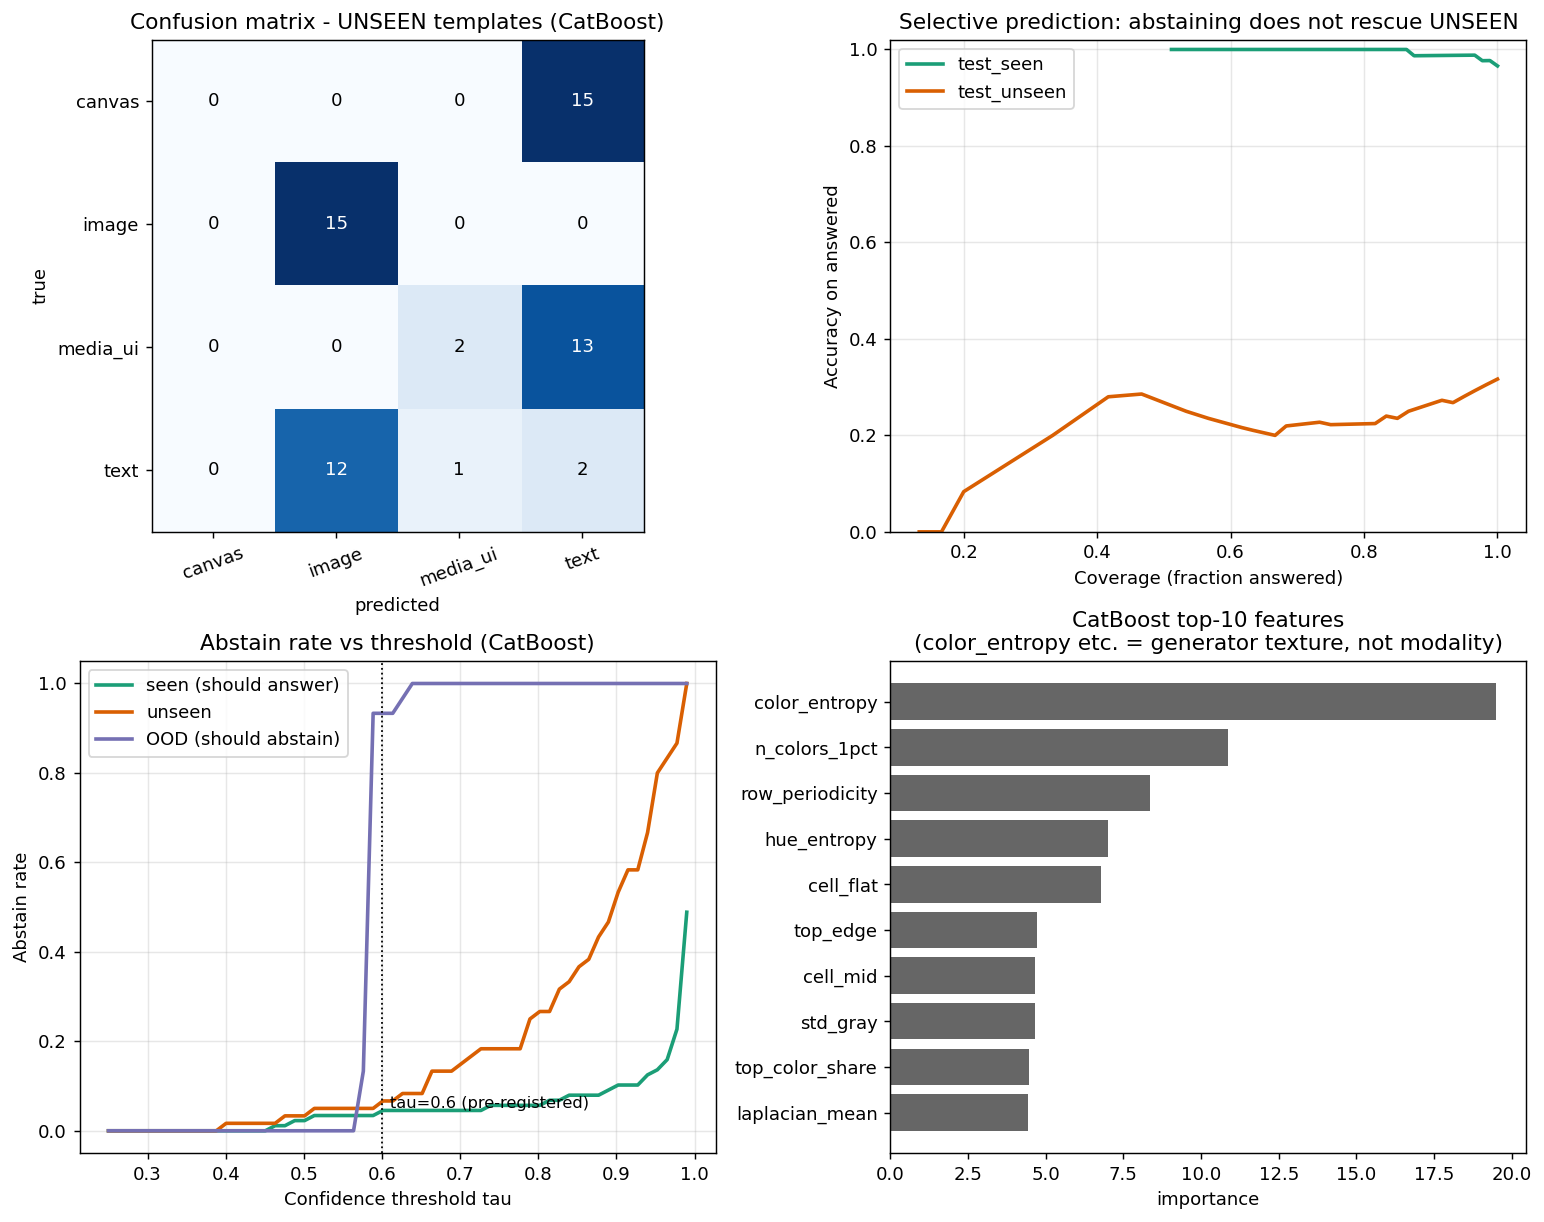 Confusion matrix - UNSEEN templates (CatBoost)
canvas
image
media_ui
text
true
0 0 0 15
0 15 0 0
0 0 2 13
0 12 1 2
canvas image media_ui text
predicted
Selective prediction: abstaining does not rescue UNSEEN
test_seen
test_unseen
Accuracy on answered
1.0
0.8
0.6
0.4
0.2
0.0
0.2 0.4 0.6 0.8 1.0
Coverage (fraction answered)
Abstain rate vs threshold (CatBoost)
seen (should answer)
unseen
OOD (should abstain)
Abstain rate
1.0
0.8
0.6
0.4
0.2
0.0
tau=0.6 (pre-registered)
0.3 0.4 0.5 0.6 0.7 0.8 0.9 1.0
Confidence threshold tau
CatBoost top-10 features
(color_entropy etc. = generator texture, not modality)
color_entropy
n_colors_1pct
row_periodicity
hue_entropy
cell_flat
top_edge
cell_mid
std_gray
top_color_share
laplacian_mean
0.0 2.5 5.0 7.5 10.0 12.5 15.0 17.5 20.0
importance